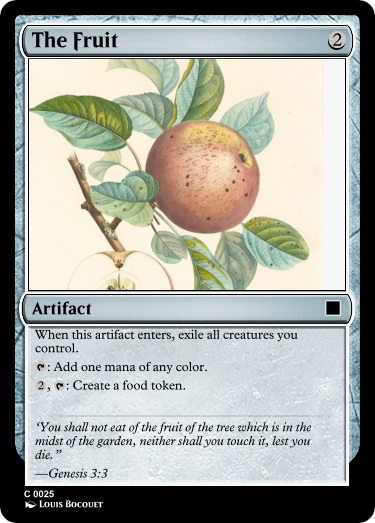 The Fruit 2
Artifact
When this artifact enters, exile all creatures you
control.
: Add one mana of any color.
2, : Create a food token.
‘You shall not eat of the fruit of the tree which is in the
midst of the garden, neither shall you touch it, lest you
die.”
—Genesis 3:3
C 0025
Louis Bocquet